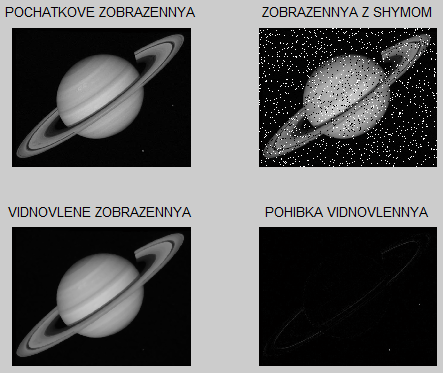 POCHATKOVE ZOBRAZENNYA
ZOBRAZENNYA Z SHYMOM
VIDNOVLENE ZOBRAZENNYA
POHIBKA VIDNOVLENNYA